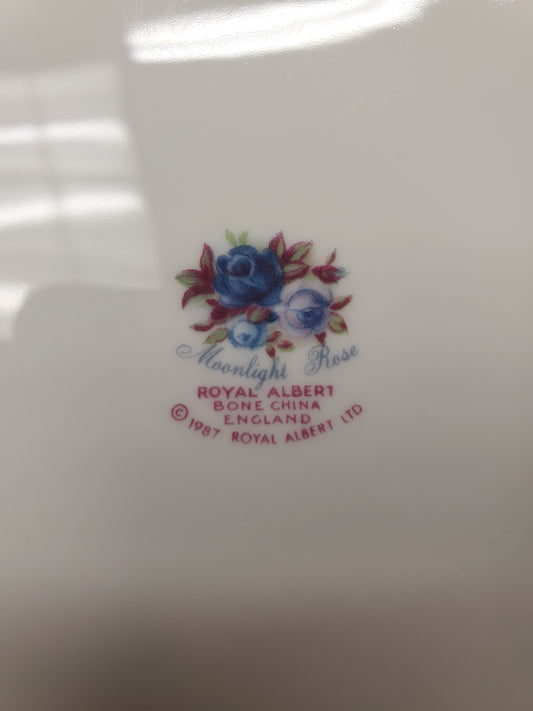 Moonlight Rose
ROYAL ALBERT
BONE CHINA
ENGLAND
© 1987 ROYAL ALBERT LTD